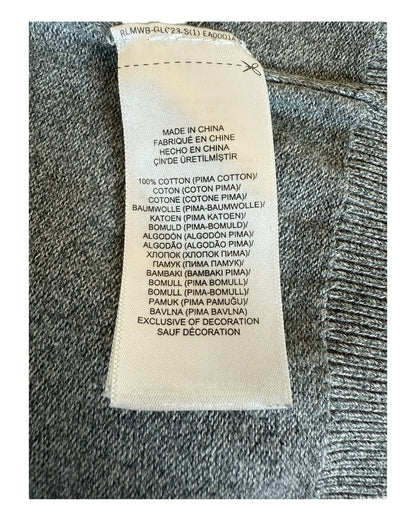 RLMWB-GL023-S(1) EA0001A
MADE IN CHINA
FABRIQUÉ EN CHINE
HECHO EN CHINA
ÇİN'DE ÜRETİLMİŞTİR
100% COTTON (PIMA COTTON)/
COTON (COTON PIMA)/
COTONE (COTONE PIMA)/
BAUMWOLLE (PIMA-BAUMWOLLE)/
KATOEN (PIMA KATOEN)/
BOMULD (PIMA-BOMULD)/
ALGODÓN (ALGODÓN PIMA)/
ALGODÃO (ALGODÃO PIMA)/
ХЛОПОК (ПИМА ХЛОПОК)/
ПАМУК (ПИМА ПАМУК)/
BAMBAKI (BAMBAKI PIMA)/
BOMULL (PIMA-BOMULL)/
BOMULL (PIMA-BOMULL)/
PAMUK (PIMA PAMUĞU)/
BAVLNA (PIMA BAVLNA)
EXCLUSIVE OF DECORATION
SAUF DÉCORATION